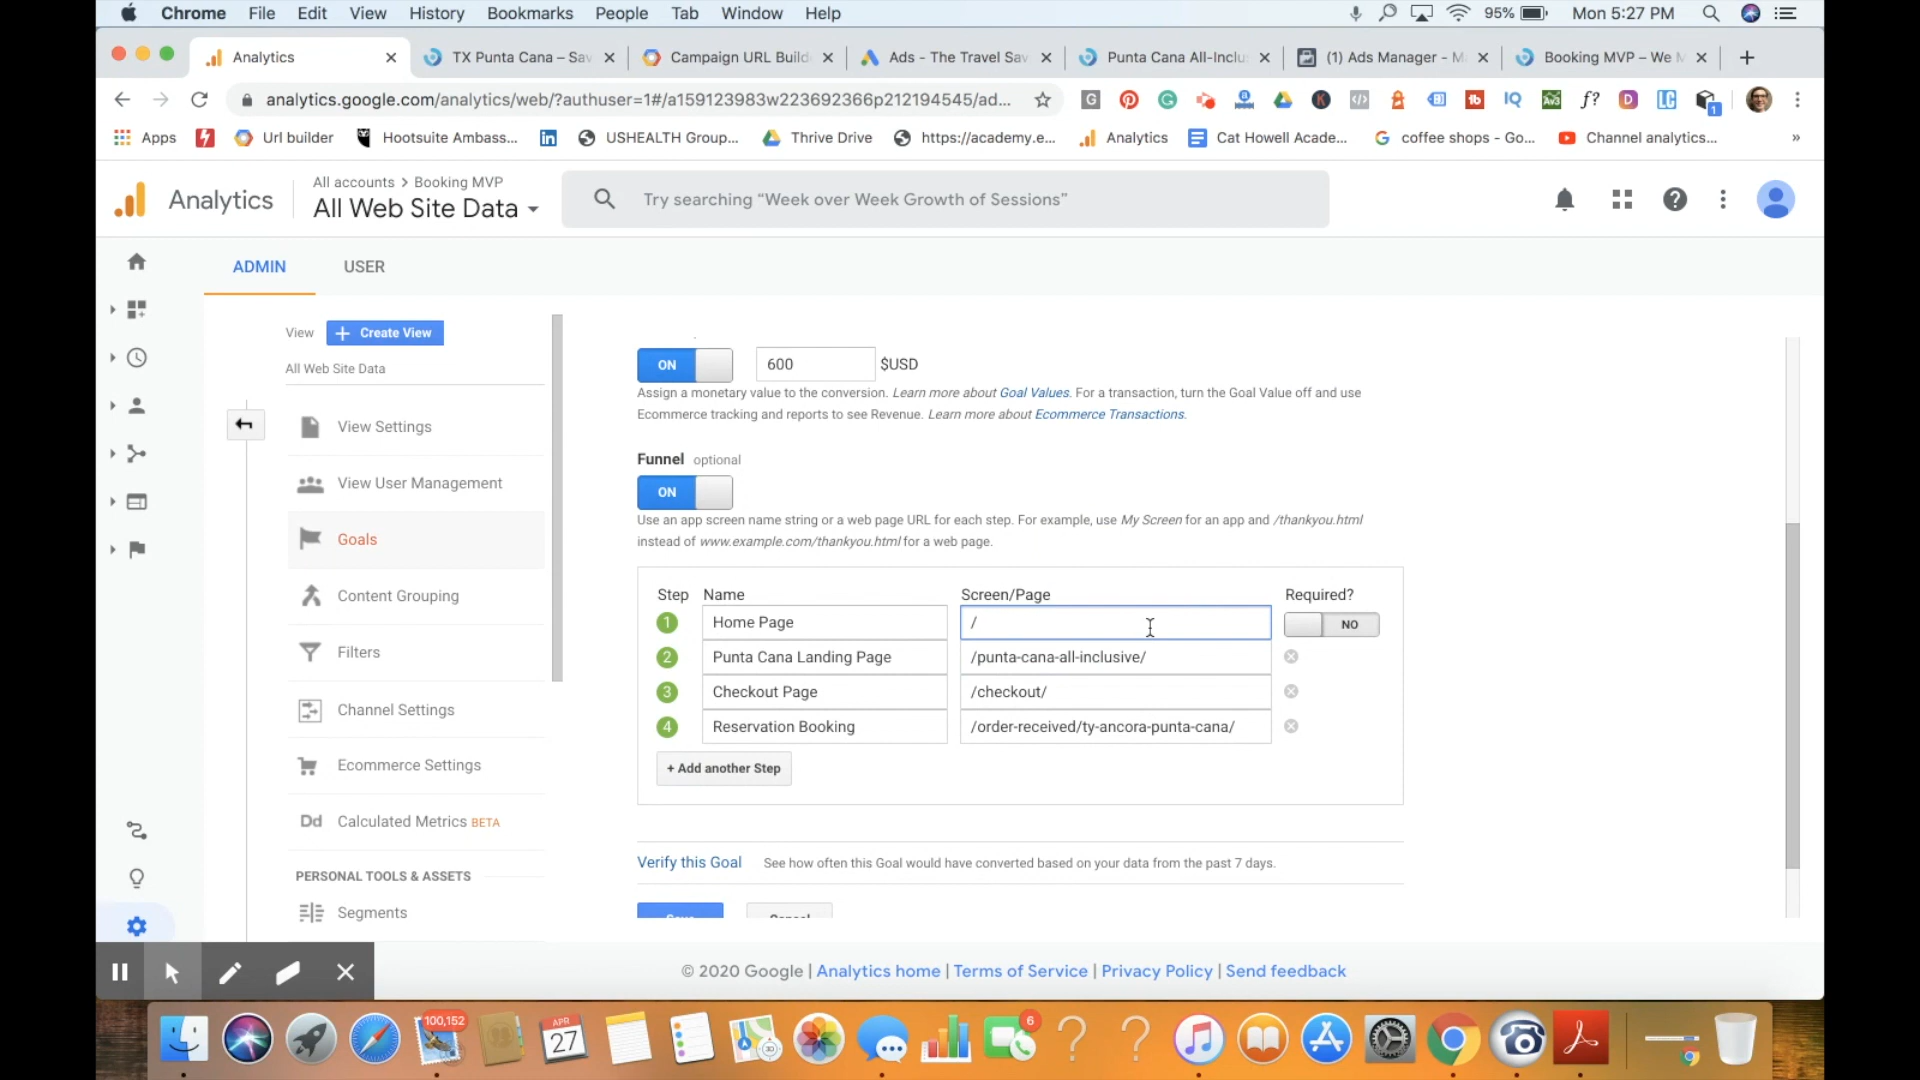 Chrome File Edit View History Bookmarks People Tab Window Help 95% Mon 5:27 PM
Analytics TX Punta Cana – Sav Campaign URL Build Ads - The Travel Sav Punta Cana All-Inclu (1) Ads Manager - M Booking MVP – We M
analytics.google.com/analytics/web/?authuser=1#/a159123983w223692366p212194545/ad...
Apps Url builder Hootsuite Ambass... USHEALTH Group... Thrive Drive https://academy.e... Analytics Cat Howell Acade... coffee shops - Go... Channel analytics... »
All accounts > Booking MVP
Analytics All Web Site Data Try searching “Week over Week Growth of Sessions”
ADMIN USER
View + Create View
All Web Site Data
View Settings
View User Management
Goals
Content Grouping
Filters
Channel Settings
Ecommerce Settings
Dd Calculated Metrics BETA
PERSONAL TOOLS & ASSETS
Segments
ON 600 $USD
Assign a monetary value to the conversion. Learn more about Goal Values. For a transaction, turn the Goal Value off and use
Ecommerce tracking and reports to see Revenue. Learn more about Ecommerce Transactions.
Funnel optional
ON
Use an app screen name string or a web page URL for each step. For example, use My Screen for an app and /thankyou.html
instead of www.example.com/thankyou.html for a web page.
Step Name Screen/Page Required?
1 Home Page / NO
2 Punta Cana Landing Page /punta-cana-all-inclusive/
3 Checkout Page /checkout/
4 Reservation Booking /order-received/ty-ancora-punta-cana/
+ Add another Step
Verify this Goal See how often this Goal would have converted based on your data from the past 7 days.
Save Cancel
© 2020 Google | Analytics home | Terms of Service | Privacy Policy | Send feedback
100,152
APR
27
6